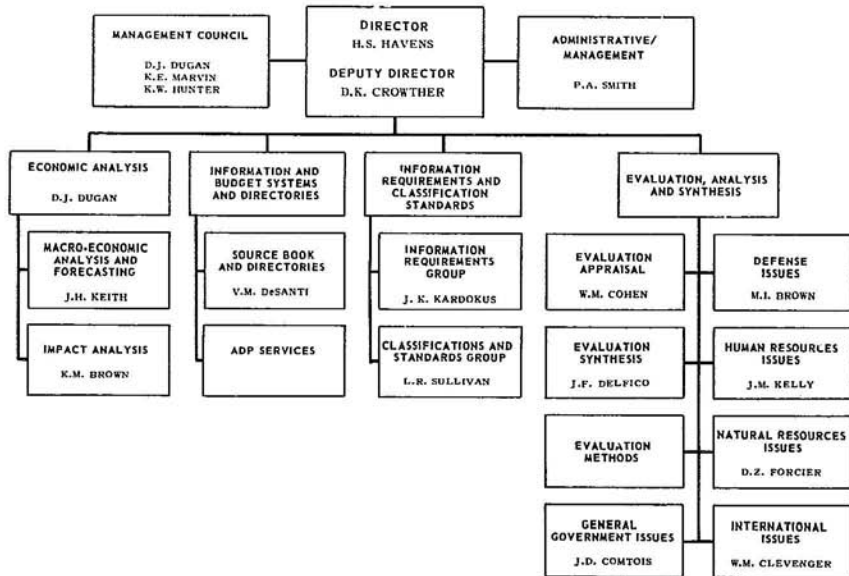 MANAGEMENT COUNCIL
D.J. DUGAN
K.E. MARVIN
K.W. HUNTER
DIRECTOR
H.S. HAVENS
DEPUTY DIRECTOR
D.K. CROWTHER
ADMINISTRATIVE/
MANAGEMENT
P.A. SMITH
ECONOMIC ANALYSIS
D.J. DUGAN
MACRO-ECONOMIC
ANALYSIS AND
FORECASTING
J.H. KEITH
IMPACT ANALYSIS
K.M. BROWN
INFORMATION AND
BUDGET SYSTEMS
AND DIRECTORIES
SOURCE BOOK
AND DIRECTORIES
V.M. DeSANTI
ADP SERVICES
INFORMATION
REQUIREMENTS AND
CLASSIFICATION
STANDARDS
INFORMATION
REQUIREMENTS
GROUP
J. K. KARDOKUS
CLASSIFICATIONS AND
STANDARDS GROUP
L.R. SULLIVAN
EVALUATION, ANALYSIS
AND SYNTHESIS
EVALUATION
APPRAISAL
W.M. COHEN
DEFENSE
ISSUES
M.I. BROWN
EVALUATION
SYNTHESIS
J.F. DELFICO
HUMAN RESOURCES
ISSUES
J.M. KELLY
EVALUATION
METHODS
NATURAL RESOURCES
ISSUES
D.Z. FORCIER
GENERAL
GOVERNMENT ISSUES
J.D. COMTOIS
INTERNATIONAL
ISSUES
W.M. CLEVENGER